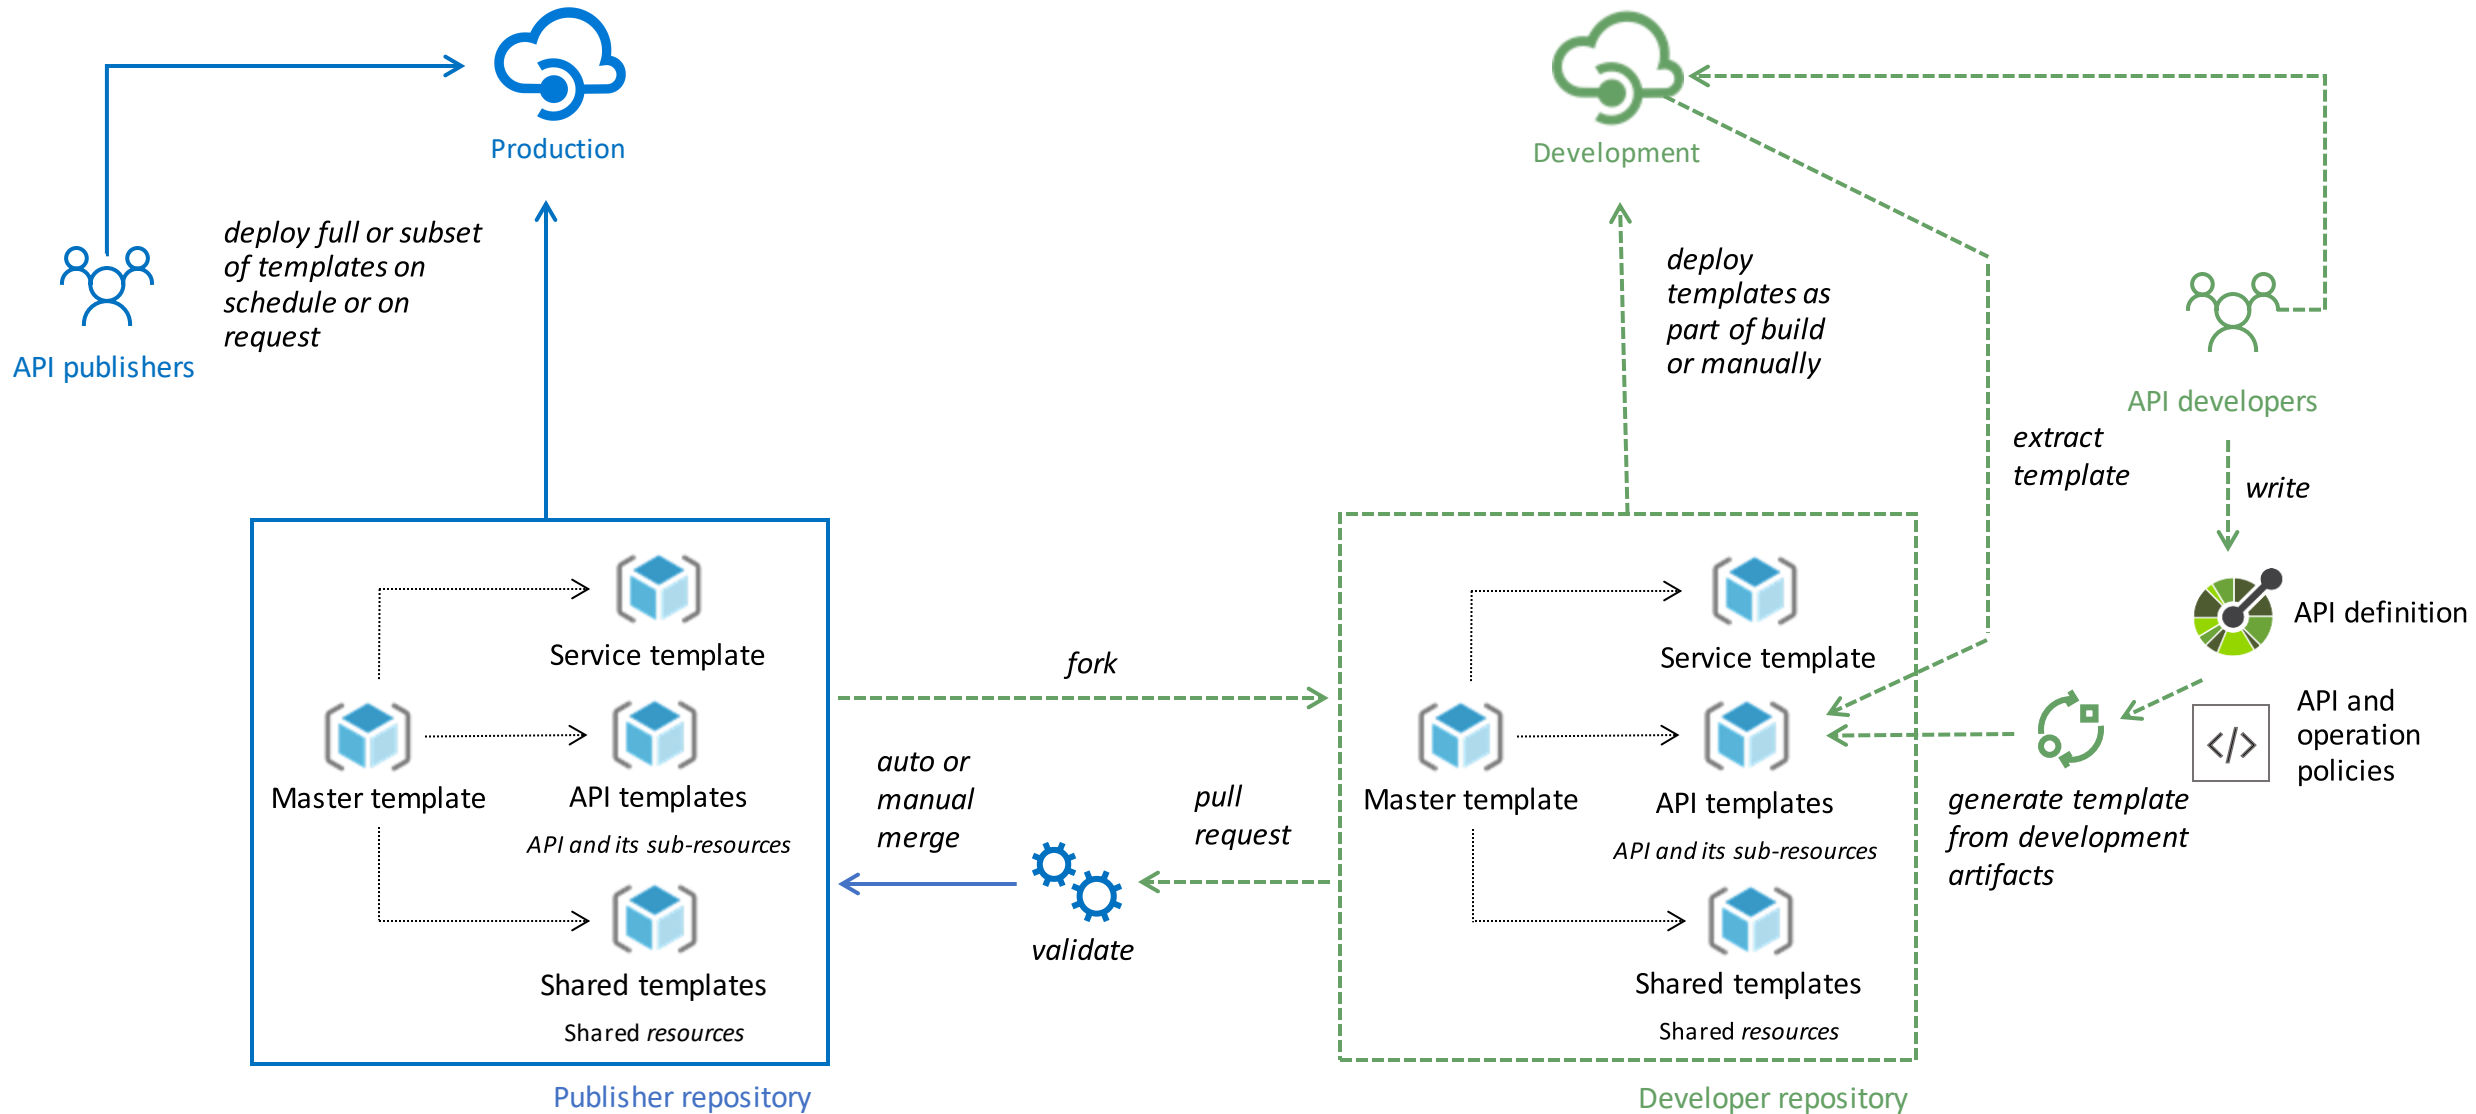 Production
Development
deploy full or subset
of templates on
schedule or on
request
API publishers
deploy
templates as
part of build
or manually
API developers
extract
template
write
Service template
Master template
API templates
API and its sub-resources
Shared templates
Shared resources
Publisher repository
fork
auto or
manual
merge
pull
request
validate
Service template
Master template
API templates
API and its sub-resources
Shared templates
Shared resources
Developer repository
API definition
API and
operation
policies
</>
generate template
from development
artifacts